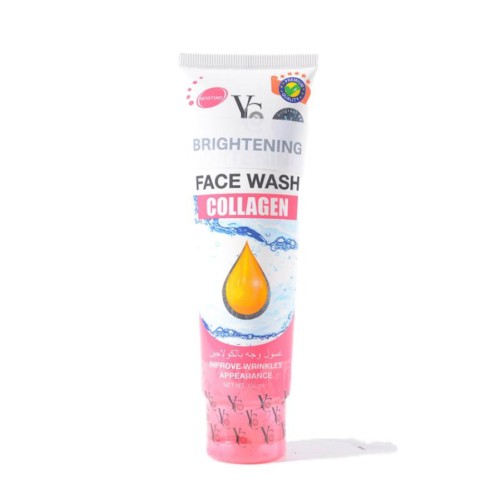 YC
BRIGHTENING
FACE WASH
COLLAGEN
غسول وجه بالكولاجين
IMPROVE WRINKLES
APPEARANCE